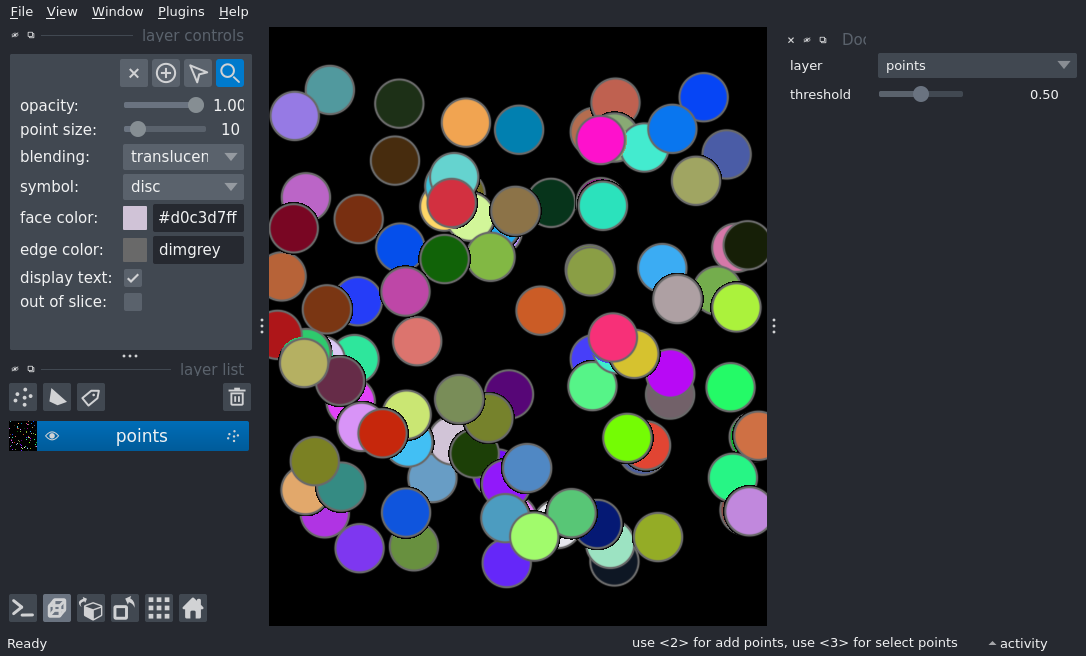 File View Window Plugins Help
layer controls
opacity: 1.00
point size: 10
blending: translucen
symbol: disc
face color: #d0c3d7ff
edge color: dimgrey
display text:
out of slice:
layer list
points
Doc
layer points
threshold 0.50
Ready
use <2> for add points, use <3> for select points
activity